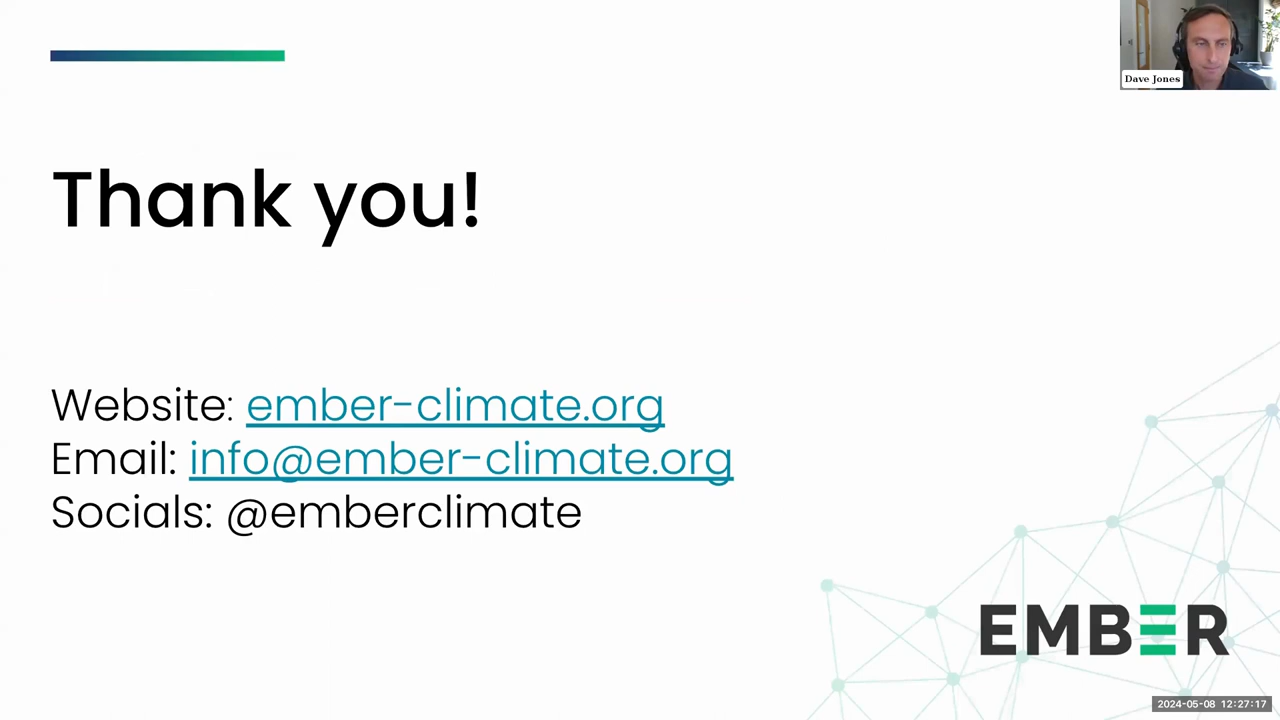 Dave Jones
Thank you!
Website: ember-climate.org
Email: info@ember-climate.org
Socials: @emberclimate
EMBER
2024-05-08 12:27:17